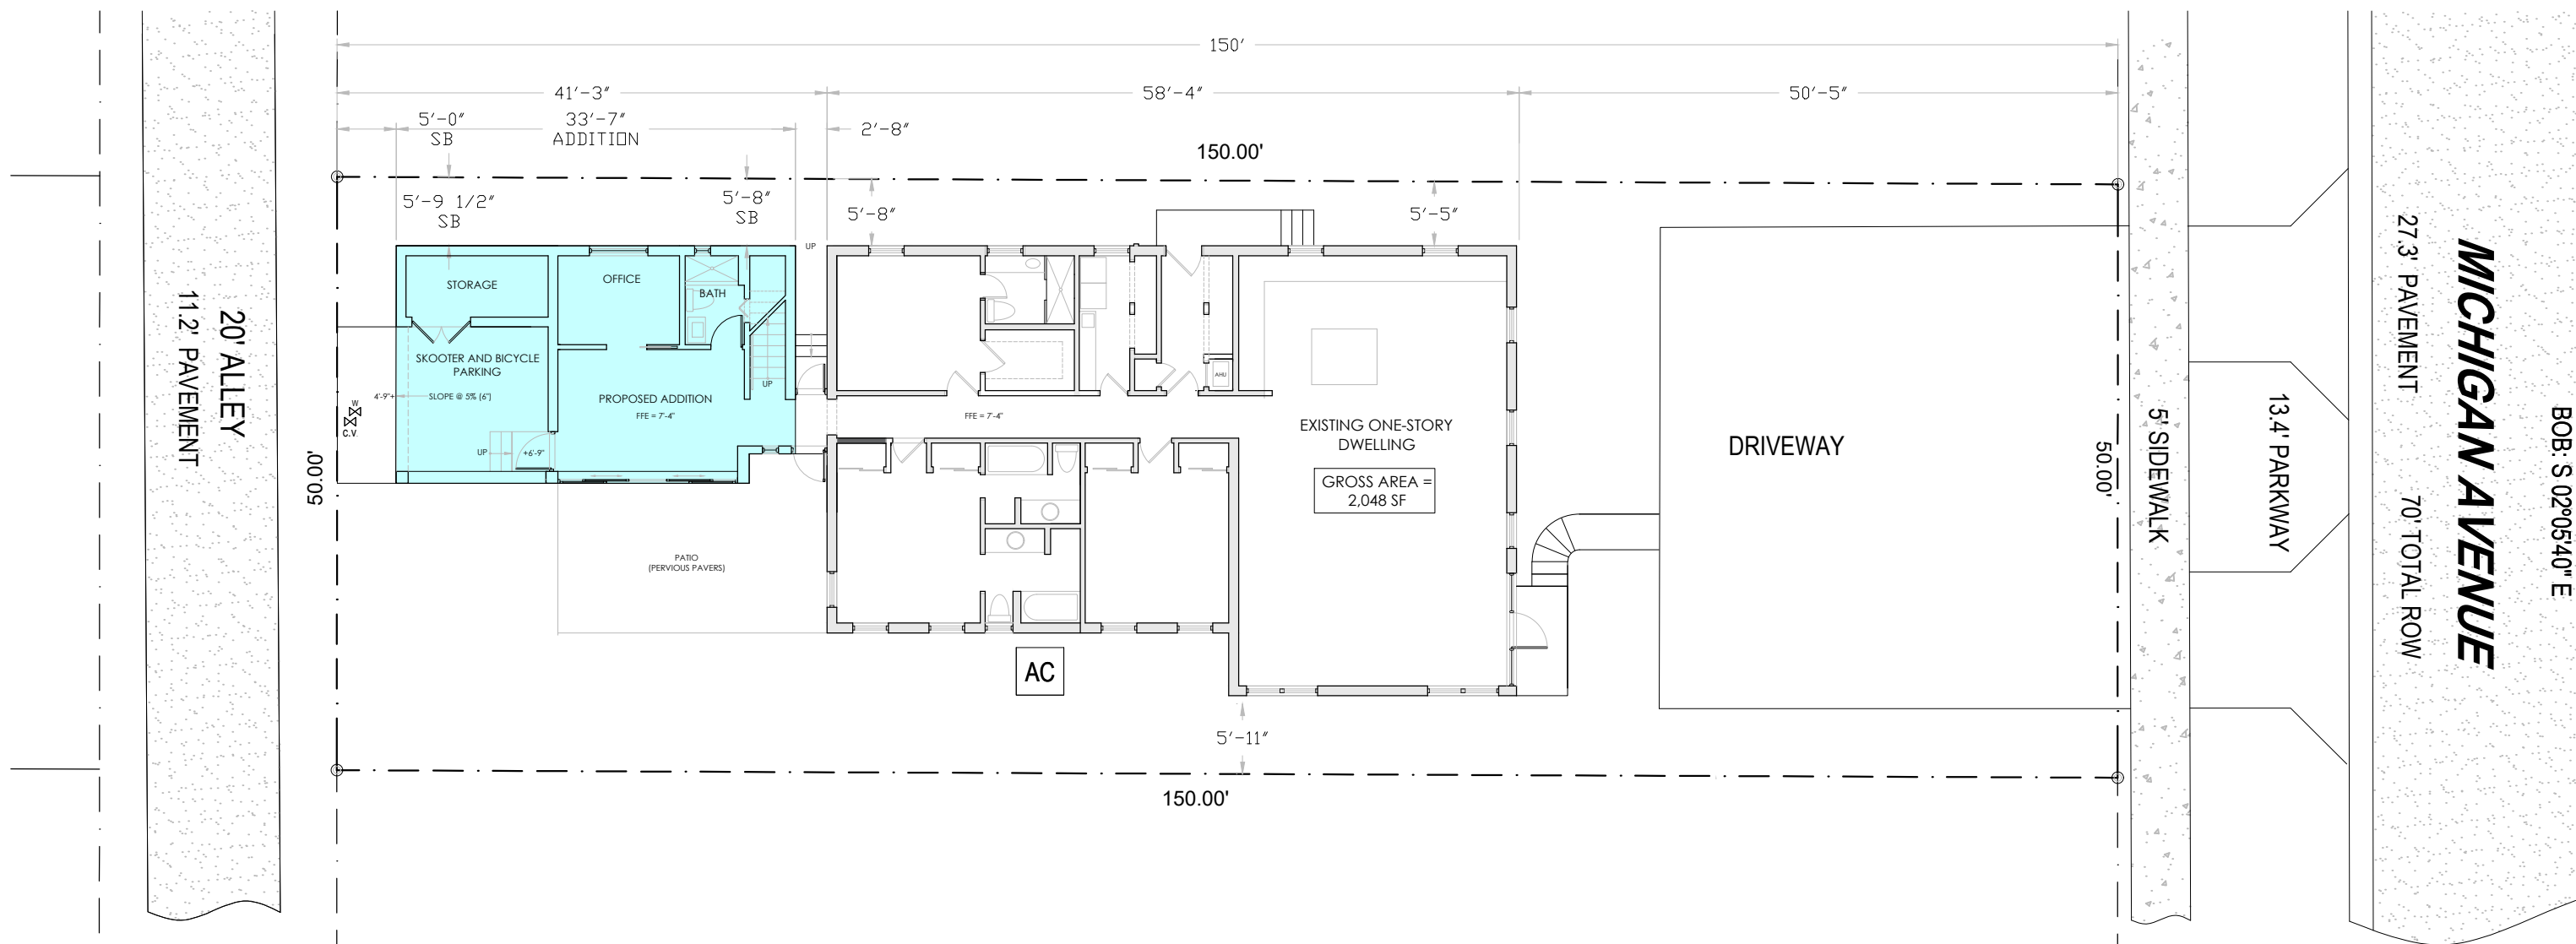 150'
41'-3"
58'-4"
50'-5"
5'-0"
SB
33'-7"
ADDITION
2'-8"
150.00'
5'-9 1/2"
SB
5'-8"
SB
5'-8"
5'-5"
UP
STORAGE
OFFICE
BATH
SKOOTER AND BICYCLE
PARKING
4'-9"+
SLOPE @ 5% (6")
PROPOSED ADDITION
FFE = 7'-4"
UP
UP
+6'-9"
W
C.V.
FFE = 7'-4"
AHU
EXISTING ONE-STORY
DWELLING
GROSS AREA =
2,048 SF
PATIO
(PERVIOUS PAVERS)
AC
5'-11"
150.00'
20' ALLEY
11.2' PAVEMENT
50.00'
DRIVEWAY
50.00'
5' SIDEWALK
13.4' PARKWAY
27.3' PAVEMENT
70' TOTAL ROW
MICHIGAN AVENUE
BOB: S 02°05'40" E